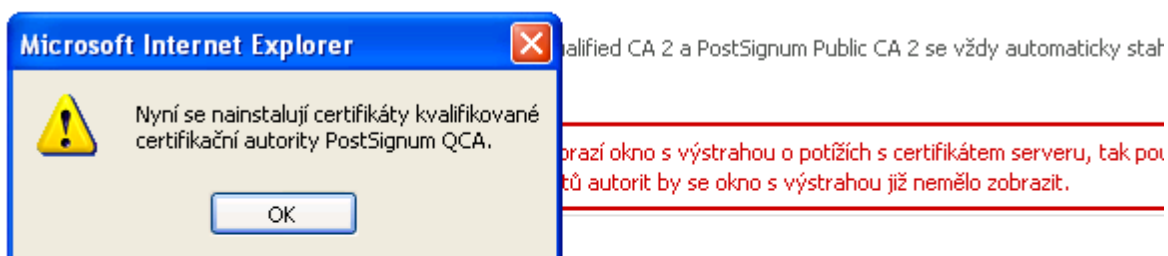 Microsoft Internet Explorer
Nyní se nainstalují certifikáty kvalifikované
certifikační autority PostSignum QCA.
OK
ualified CA 2 a PostSignum Public CA 2 se vždy automaticky stah
brazí okno s výstrahou o potížích s certifikátem serveru, tak pou
tů autorit by se okno s výstrahou již nemělo zobrazit.